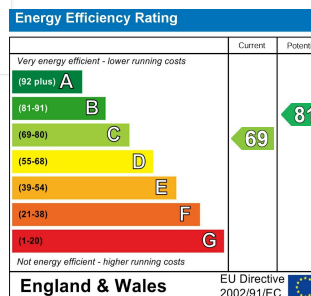 Energy Efficiency Rating
Current Potenti
Very energy efficient - lower running costs
(92 plus) A
(81-91) B
81
(69-80) C
69
(55-68) D
(39-54) E
(21-38) F
(1-20) G
Not energy efficient - higher running costs
England & Wales
EU Directive
2002/91/EC